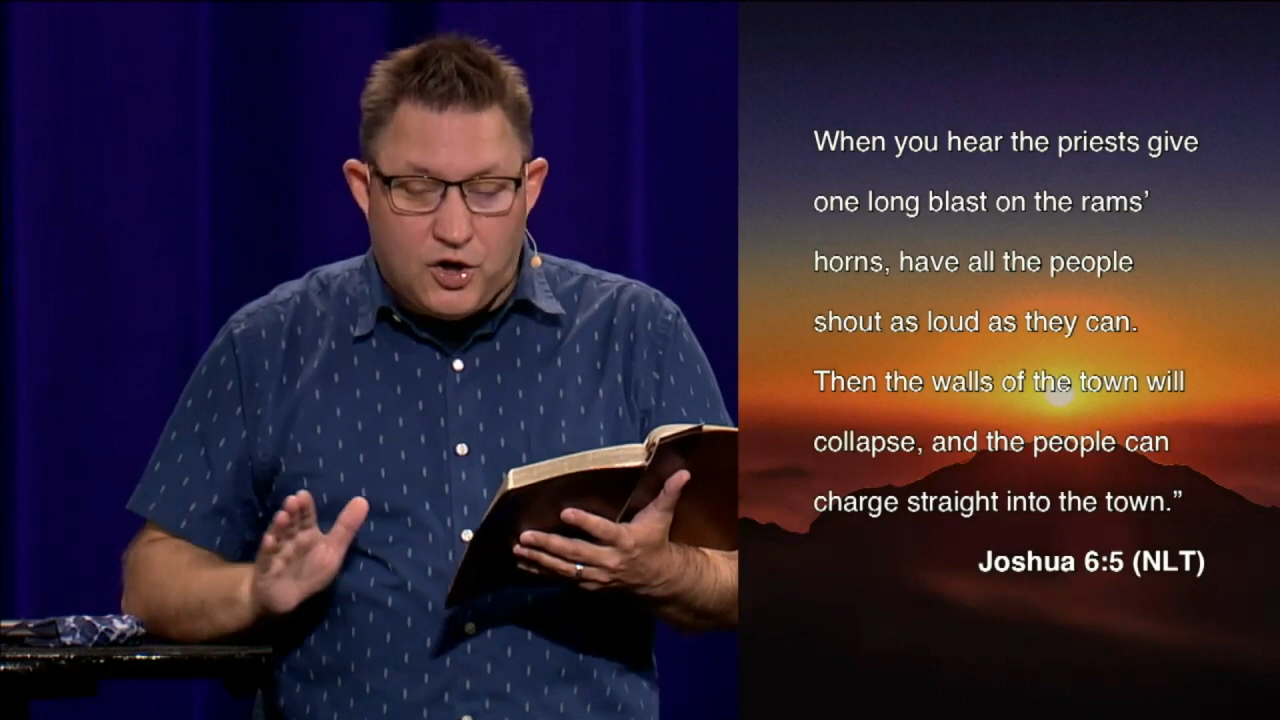 When you hear the priests give
one long blast on the rams’
horns, have all the people
shout as loud as they can.
Then the walls of the town will
collapse, and the people can
charge straight into the town.”
Joshua 6:5 (NLT)